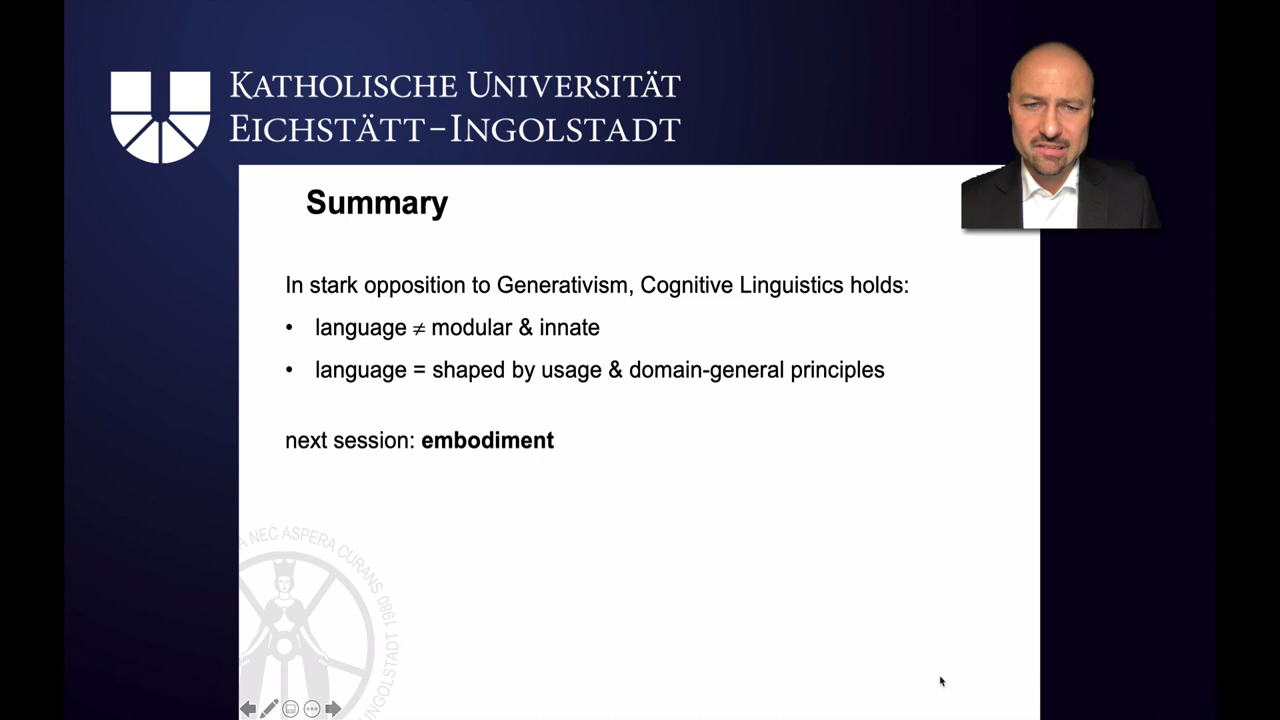 KATHOLISCHE UNIVERSITÄT
EICHSTÄTT-INGOLSTADT
Summary
In stark opposition to Generativism, Cognitive Linguistics holds:
• language ≠ modular & innate
• language = shaped by usage & domain-general principles
next session: embodiment
NEC ASPERA CURANS 1980 INGOLSTADT